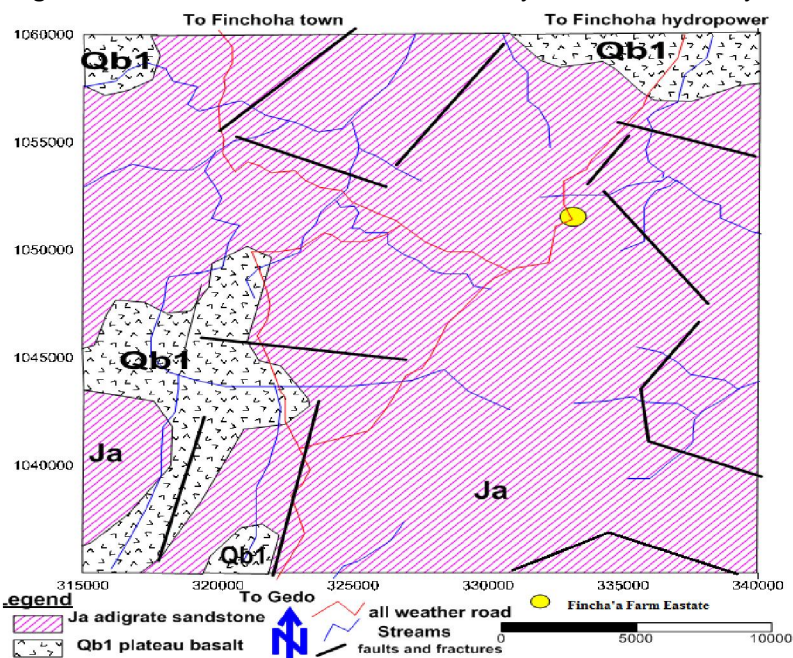 To Finchoha town
To Finchoha hydropower
1060000
Qb1
Qb1
1055000
1050000
1045000
Qb1
1040000
Ja
Ja
Qb1
315000 320000 325000 330000 335000 340000
To Gedo
egend
Ja adigrate sandstone
Qb1 plateau basalt
N
all weather road
Streams
faults and fractures
Fincha'a Farm Eastate
0 5000 10000